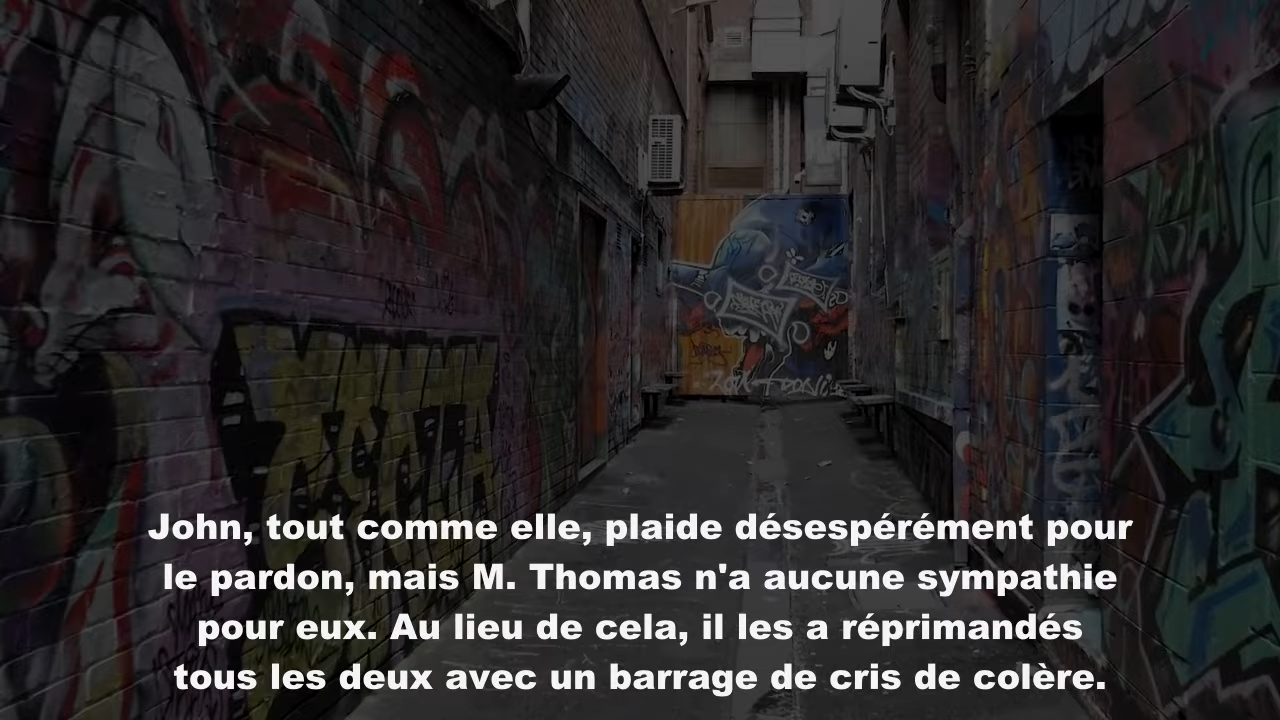 John, tout comme elle, plaide désespérément pour
le pardon, mais M. Thomas n'a aucune sympathie
pour eux. Au lieu de cela, il les a réprimandés
tous les deux avec un barrage de cris de colère.